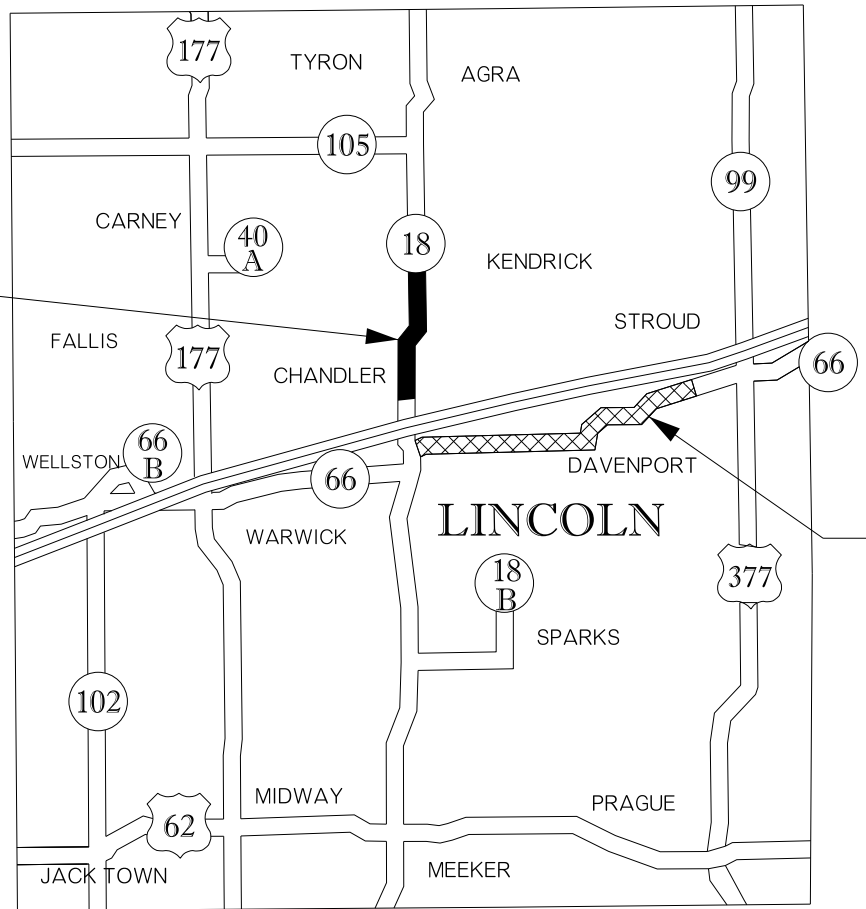 177
TYRON
AGRA
105
99
CARNEY
40
A
18
KENDRICK
STROUD
FALLIS
177
66
CHANDLER
66
B
WELLSTON
66
DAVENPORT
LINCOLN
WARWICK
18
B
377
SPARKS
102
MIDWAY
PRAGUE
62
JACK TOWN
MEEKER